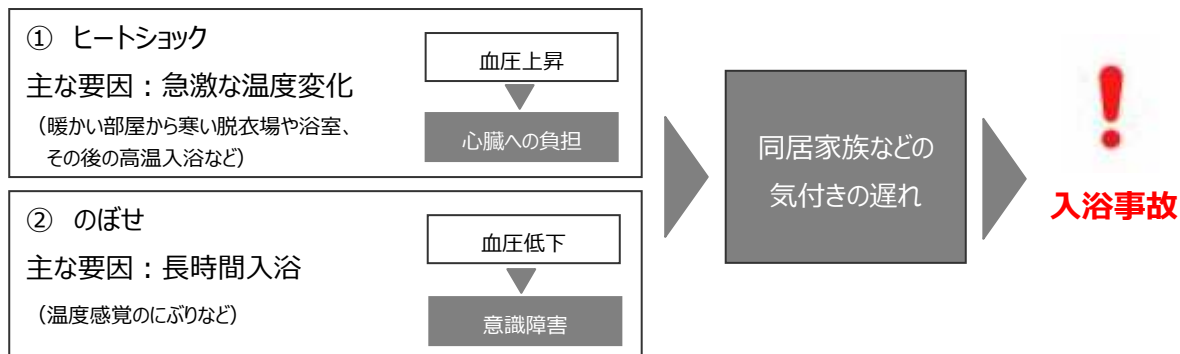 ① ヒートショック
主な要因：急激な温度変化
（暖かい部屋から寒い脱衣場や浴室、
その後の高温入浴など）
血圧上昇
心臓への負担
② のぼせ
主な要因：長時間入浴
（温度感覚のにぶりなど）
血圧低下
意識障害
同居家族などの
気付きの遅れ
入浴事故